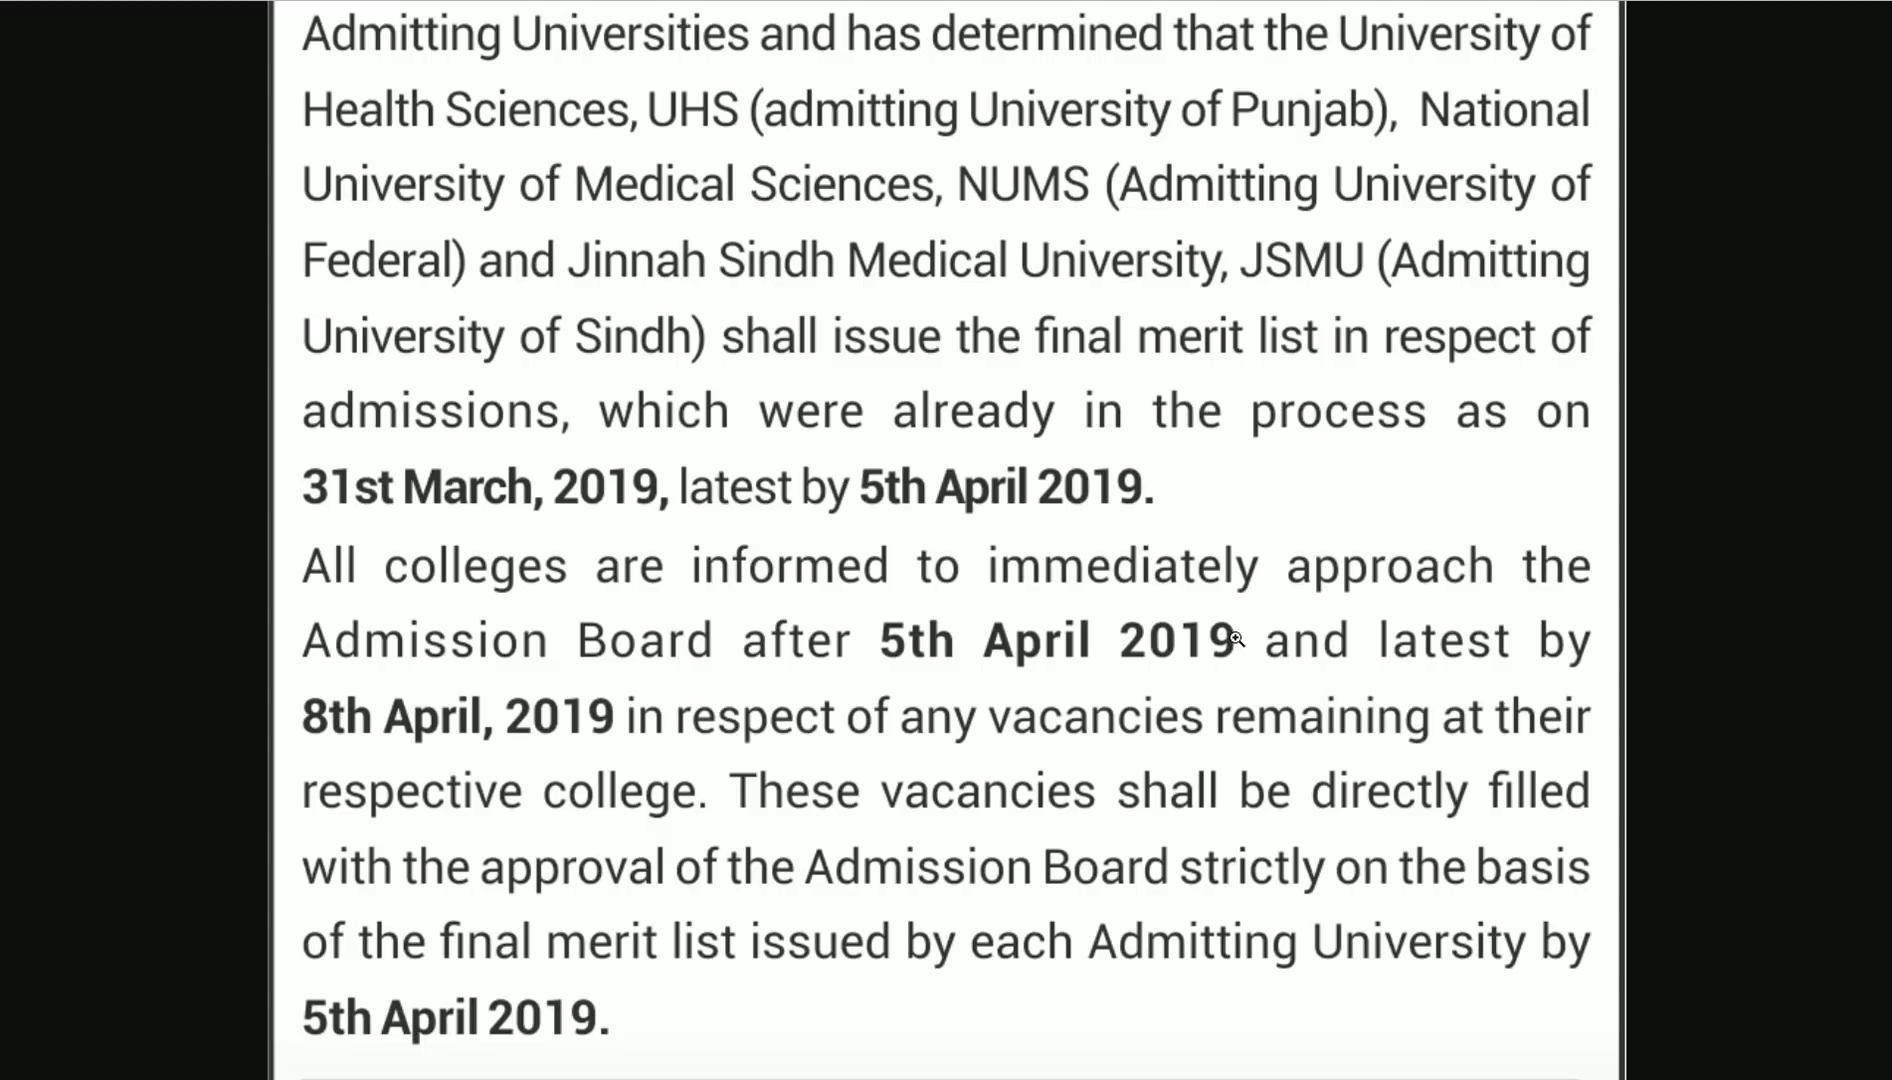 Admitting Universities and has determined that the University of
Health Sciences, UHS (admitting University of Punjab), National
University of Medical Sciences, NUMS (Admitting University of
Federal) and Jinnah Sindh Medical University, JSMU (Admitting
University of Sindh) shall issue the final merit list in respect of
admissions, which were already in the process as on
31st March, 2019, latest by 5th April 2019.
All colleges are informed to immediately approach the
Admission Board after 5th April 2019 and latest by
8th April, 2019 in respect of any vacancies remaining at their
respective college. These vacancies shall be directly filled
with the approval of the Admission Board strictly on the basis
of the final merit list issued by each Admitting University by
5th April 2019.